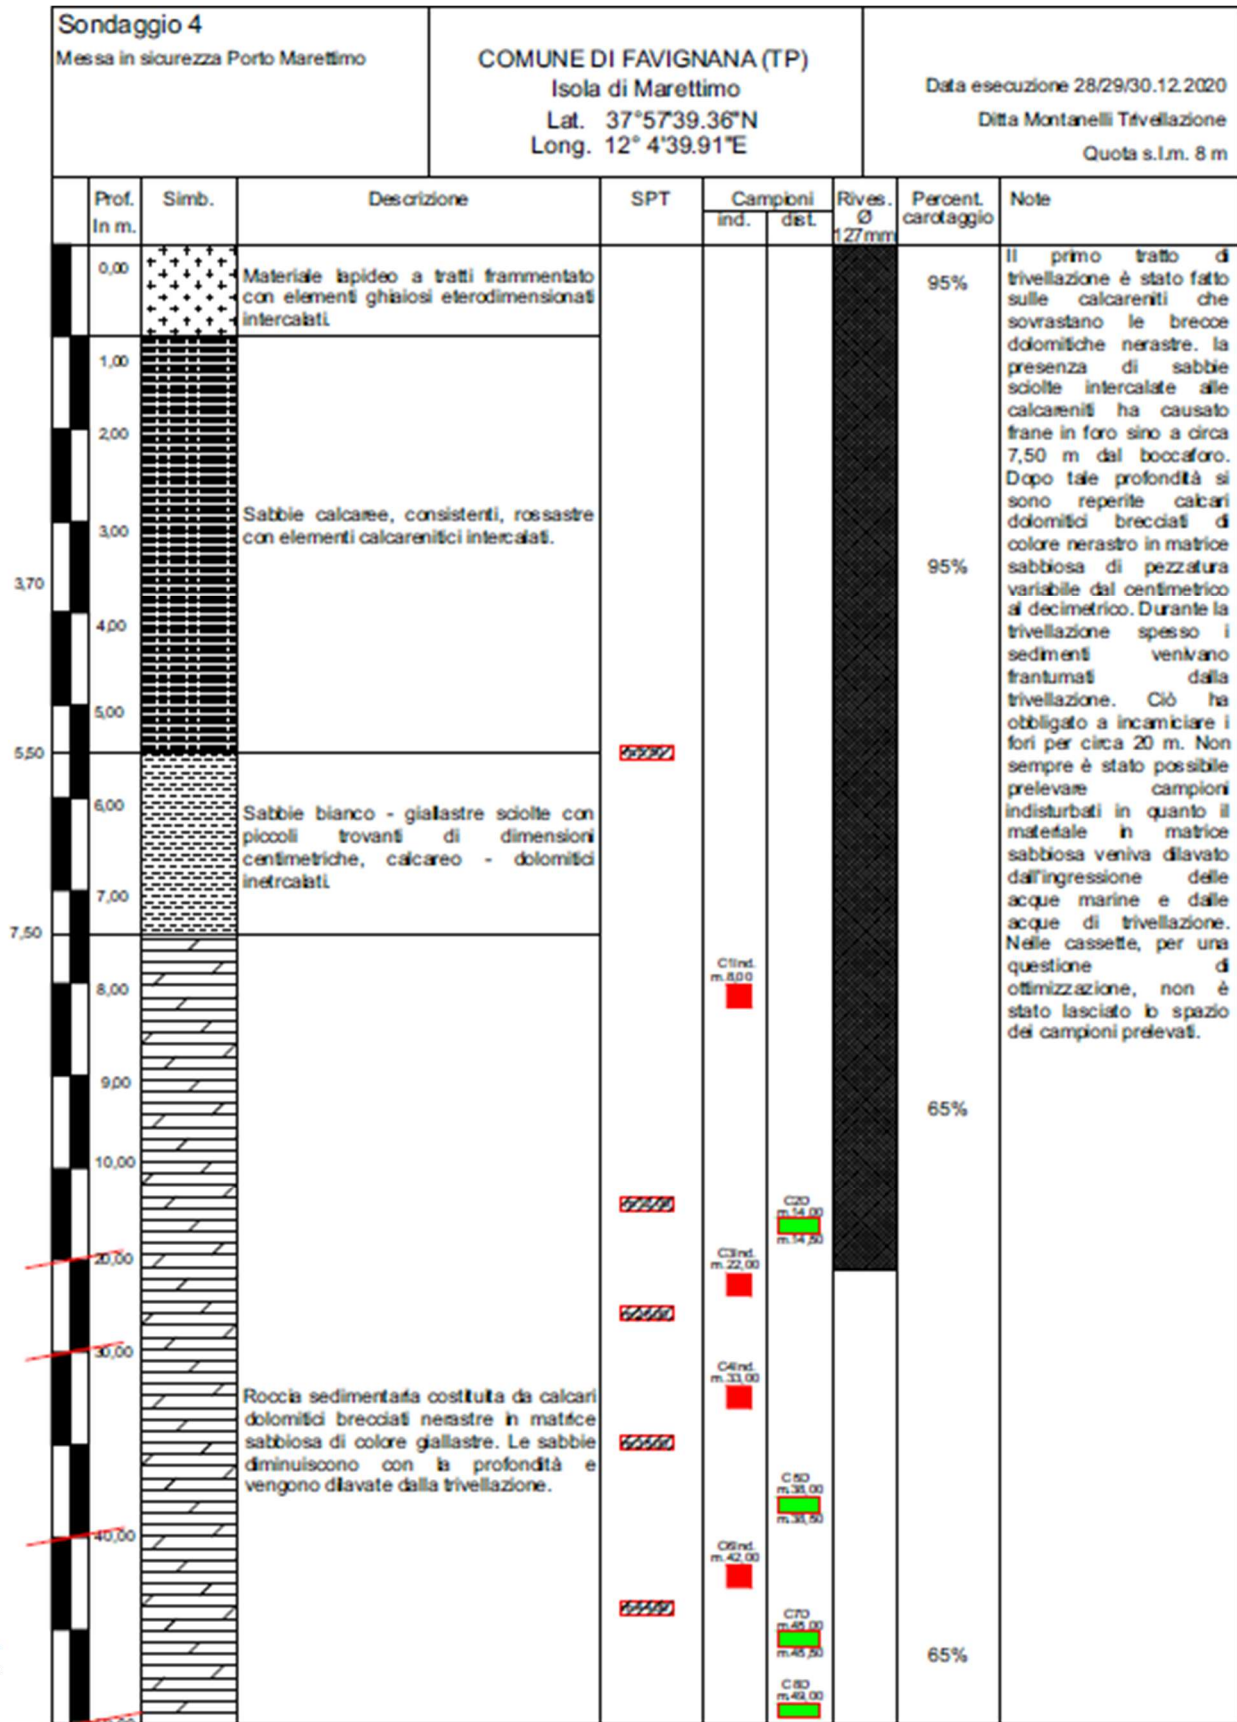 Sondaggio 4
Messa in sicurezza Porto Marettimo
COMUNE DI FAVIGNANA (TP)
Isola di Marettimo
Lat. 37°57'39.36"N
Long. 12° 4'39.91"E
Data esecuzione 28/29/30.12.2020
Ditta Montanelli Trivellazione
Quota s.l.m. 8 m
Prof.
In m.
Simb.
Descrizione
SPT
Campioni
ind.
dist.
Rives.
Ø
127mm
Percent.
carotaggio
Note
0,00
1,00
2,00
3,00
3,70
4,00
5,00
5,50
6,00
7,00
7,50
8,00
9,00
10,00
20,00
30,00
40,00
Materiale lapideo a tratti frammentato
con elementi ghiaiosi eterodimensionati
intercalati.
Sabbie calcaree, consistenti, rossastre
con elementi calcarenitici intercalati.
Sabbie bianco - giallastre sciolte con
piccoli trovanti di dimensioni
centimetriche, calcareo - dolomitici
inetrcalati.
Roccia sedimentaria costituita da calcari
dolomitici brecciati nerastre in matrice
sabbiosa di colore giallastre. Le sabbie
diminuiscono con la profondità e
vengono dilavate dalla trivellazione.
C1Ind.
m.8,00
C2D
m.14,00
m.14,50
C3Ind.
m.22,00
C4Ind.
m.33,00
C5D
m.38,00
m.38,50
C6Ind.
m.42,00
C7D
m.45,00
m.45,50
C8D
m.49,00
95%
95%
65%
65%
Il primo tratto di
trivellazione è stato fatto
sulle calcareniti che
sovrastano le brecce
dolomitiche nerastre. la
presenza di sabbie
sciolte intercalate alle
calcareniti ha causato
frane in foro sino a circa
7,50 m dal boccaforo.
Dopo tale profondità si
sono reperite calcari
dolomitici brecciati di
colore nerastro in matrice
sabbiosa di pezzatura
variabile dal centimetrico
al decimetrico. Durante la
trivellazione spesso i
sedimenti venivano
frantumati dalla
trivellazione. Ciò ha
obbligato a incamiciare i
fori per circa 20 m. Non
sempre è stato possibile
prelevare campioni
indisturbati in quanto il
materiale in matrice
sabbiosa veniva dilavato
dall'ingressione delle
acque marine e dalle
acque di trivellazione.
Nelle cassette, per una
questione di
ottimizzazione, non è
stato lasciato lo spazio
dei campioni prelevati.